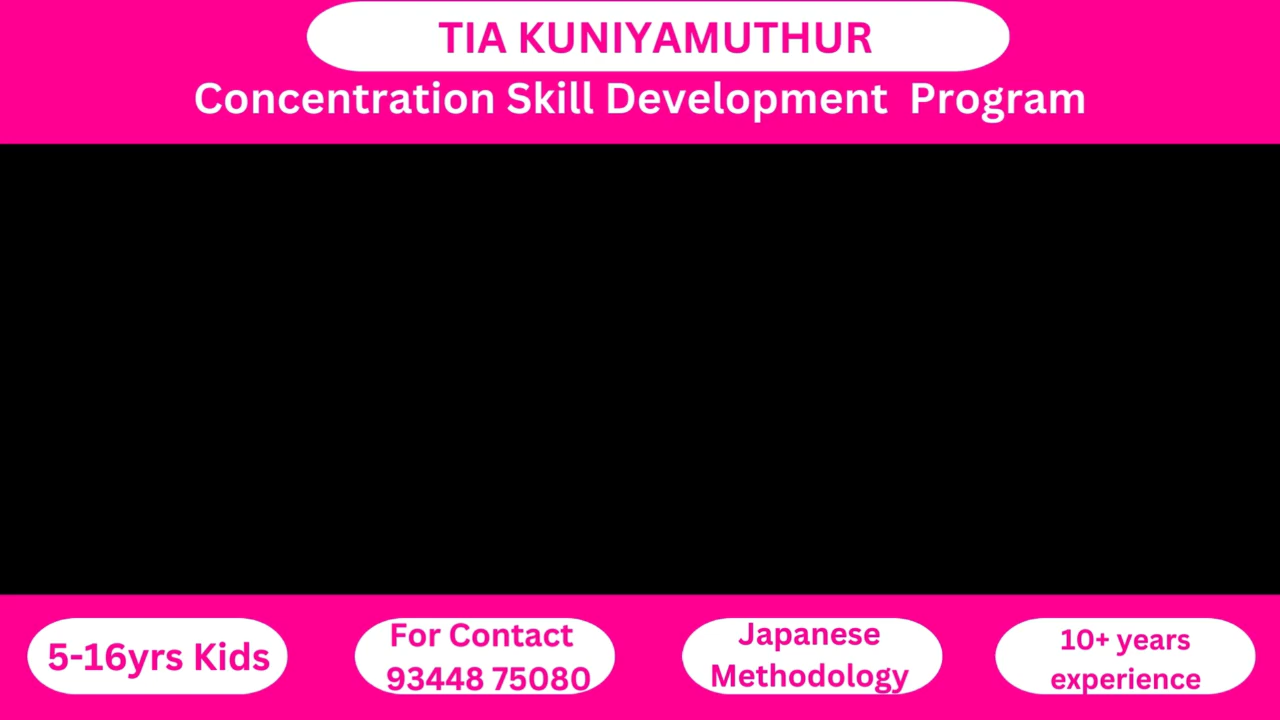 TIA KUNIYAMUTHUR
Concentration Skill Development Program
5-16yrs Kids
For Contact
93448 75080
Japanese
Methodology
10+ years
experience